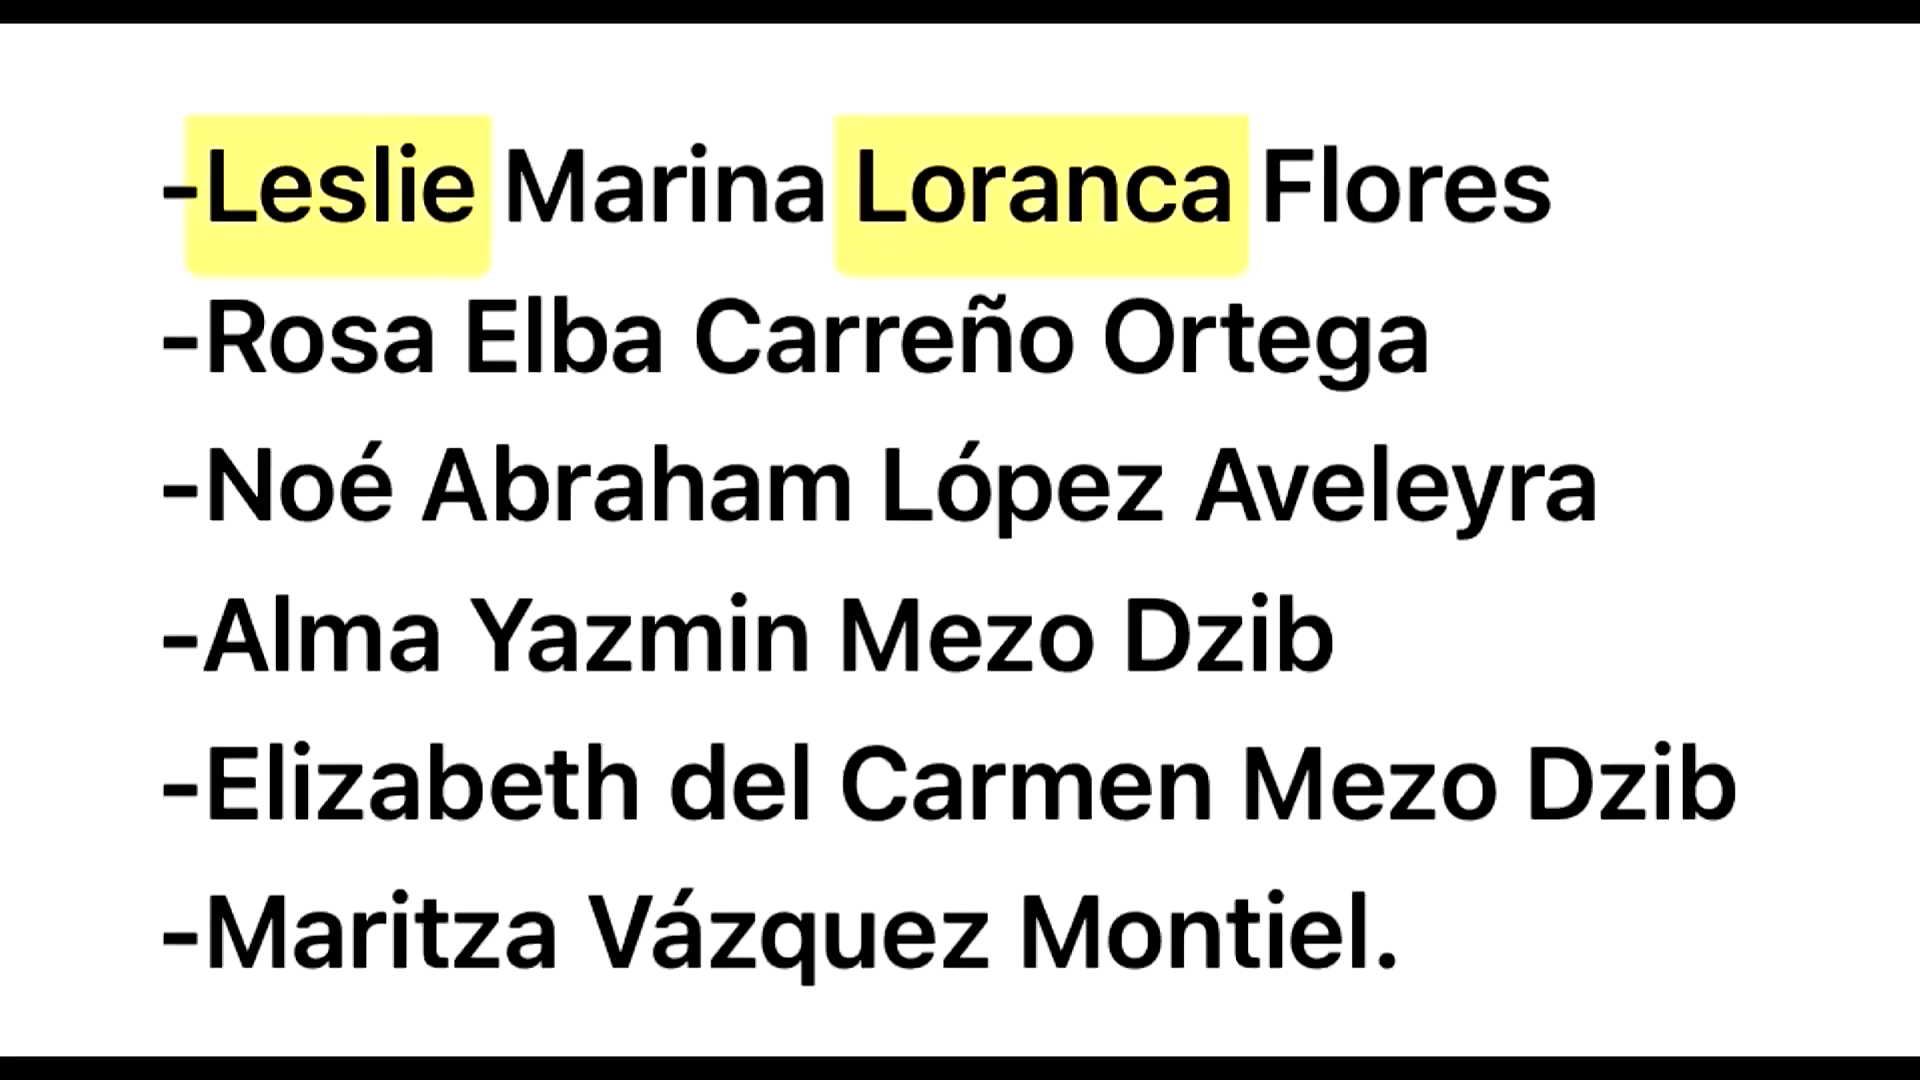 -Leslie Marina Loranca Flores
-Rosa Elba Carreño Ortega
-Noé Abraham López Aveleyra
-Alma Yazmin Mezo Dzib
-Elizabeth del Carmen Mezo Dzib
-Maritza Vázquez Montiel.